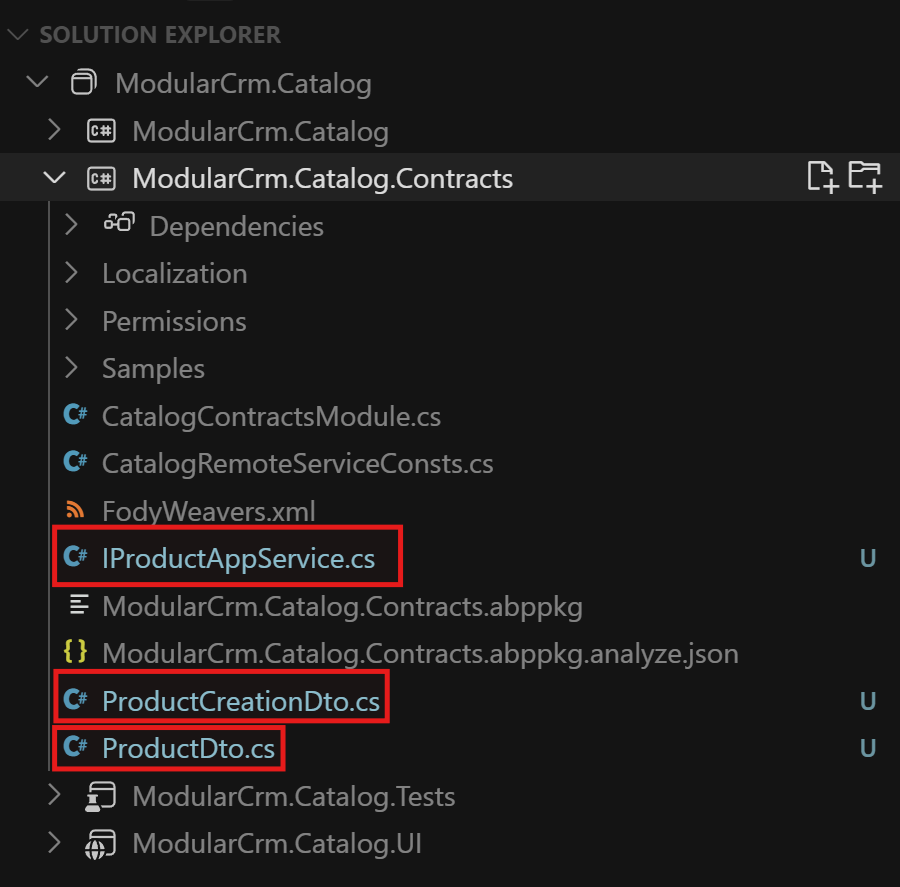 SOLUTION EXPLORER
ModularCrm.Catalog
C# ModularCrm.Catalog
C# ModularCrm.Catalog.Contracts
Dependencies
Localization
Permissions
Samples
C# CatalogContractsModule.cs
C# CatalogRemoteServiceConsts.cs
FodyWeavers.xml
C# IProductAppService.cs U
ModularCrm.Catalog.Contracts.abppkg
{} ModularCrm.Catalog.Contracts.abppkg.analyze.json
C# ProductCreationDto.cs U
C# ProductDto.cs U
ModularCrm.Catalog.Tests
ModularCrm.Catalog.UI